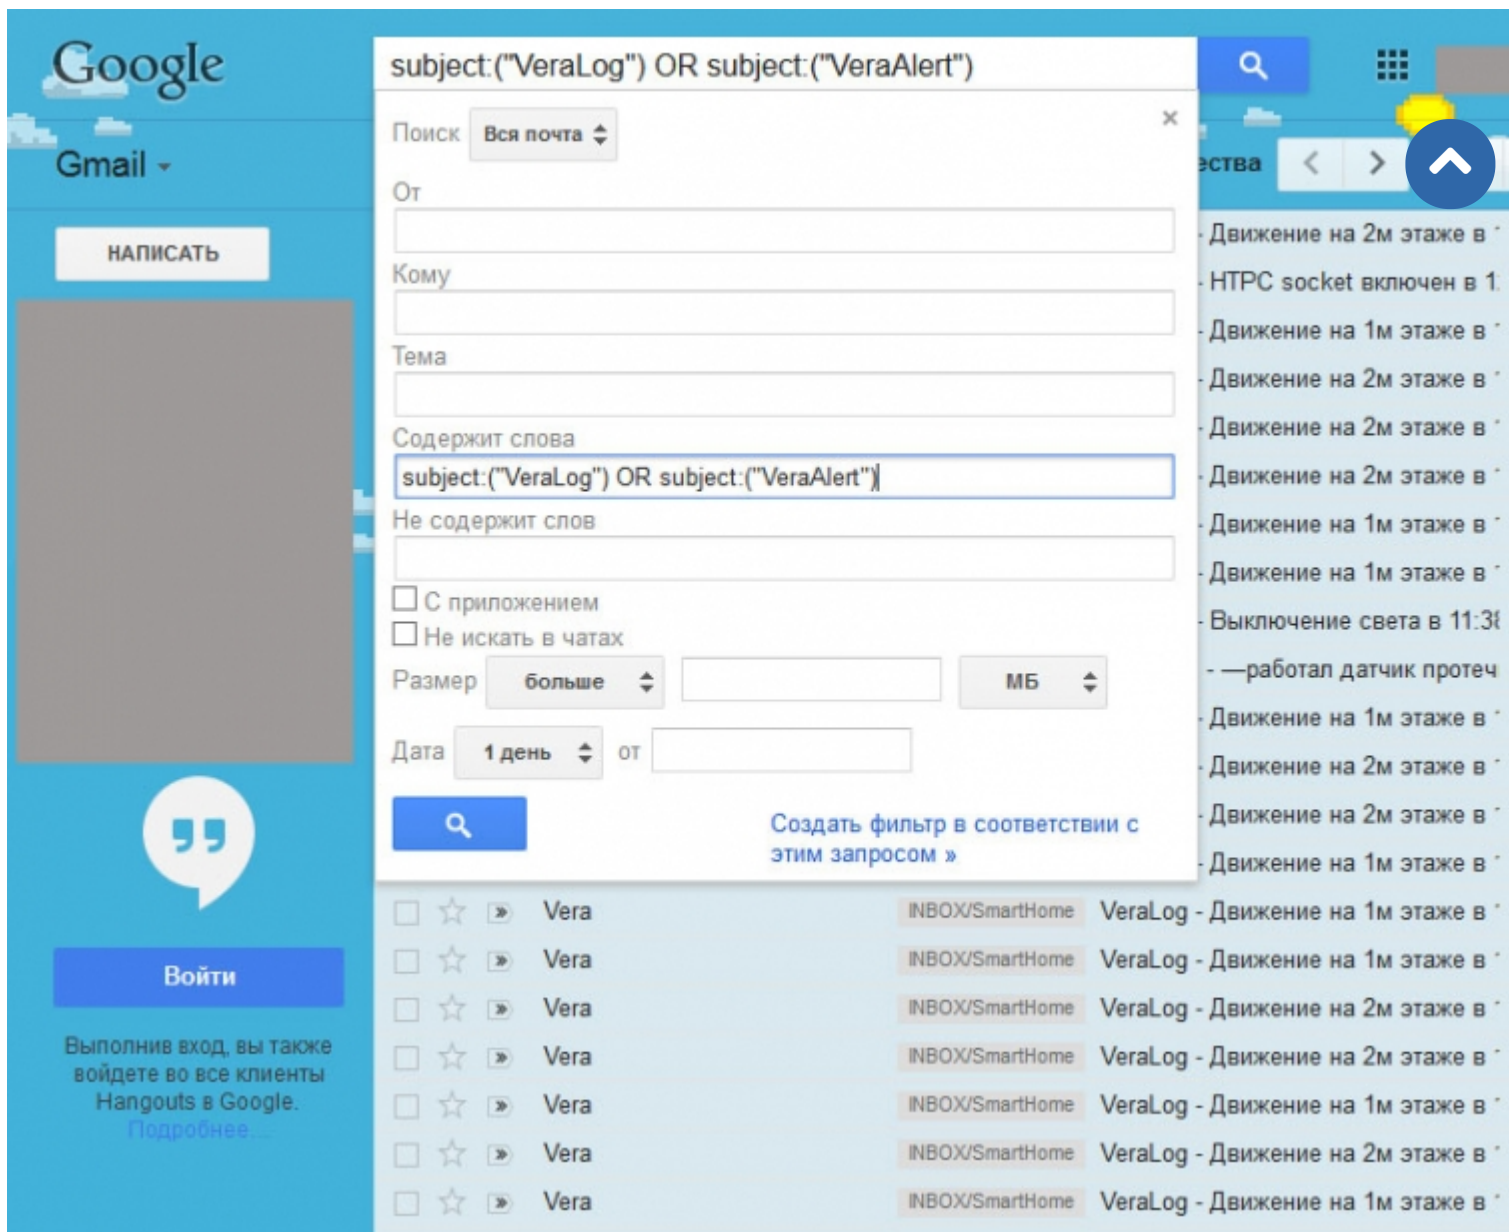 Google
subject:("VeraLog") OR subject:("VeraAlert")
Поиск Вся почта
Gmail
ества
От
НАПИСАТЬ
- Движение на 2м этаже в
Кому
- HTPC socket включен в 1
- Движение на 1м этаже в
Тема
- Движение на 2м этаже в
- Движение на 2м этаже в
Содержит слова
subject:("VeraLog") OR subject:("VeraAlert")
- Движение на 2м этаже в
Не содержит слов
- Движение на 1м этаже в
- Движение на 1м этаже в
С приложением
- Выключение света в 11:38
Не искать в чатах
Размер больше МБ
- —работал датчик протеч
- Движение на 1м этаже в
Дата 1 день от
- Движение на 2м этаже в
- Движение на 2м этаже в
Создать фильтр в соответствии с
этим запросом »
- Движение на 1м этаже в
Vera INBOX/SmartHome VeraLog - Движение на 1м этаже в
Vera INBOX/SmartHome VeraLog - Движение на 1м этаже в
Войти
Vera INBOX/SmartHome VeraLog - Движение на 2м этаже в
Выполнив вход, вы также
войдете во все клиенты
Hangouts в Google.
Подробнее...
Vera INBOX/SmartHome VeraLog - Движение на 2м этаже в
Vera INBOX/SmartHome VeraLog - Движение на 1м этаже в
Vera INBOX/SmartHome VeraLog - Движение на 2м этаже в
Vera INBOX/SmartHome VeraLog - Движение на 1м этаже в